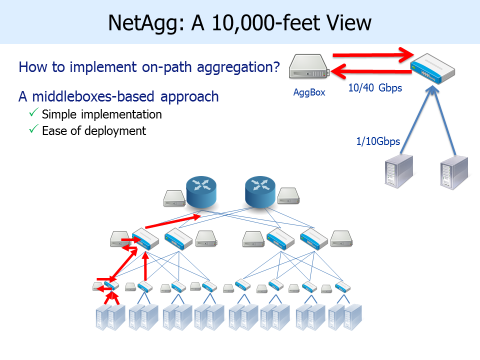 NetAgg: A 10,000-feet View
How to implement on-path aggregation?
A middleboxes-based approach
✓ Simple implementation
✓ Ease of deployment
AggBox
10/40 Gbps
1/10Gbps